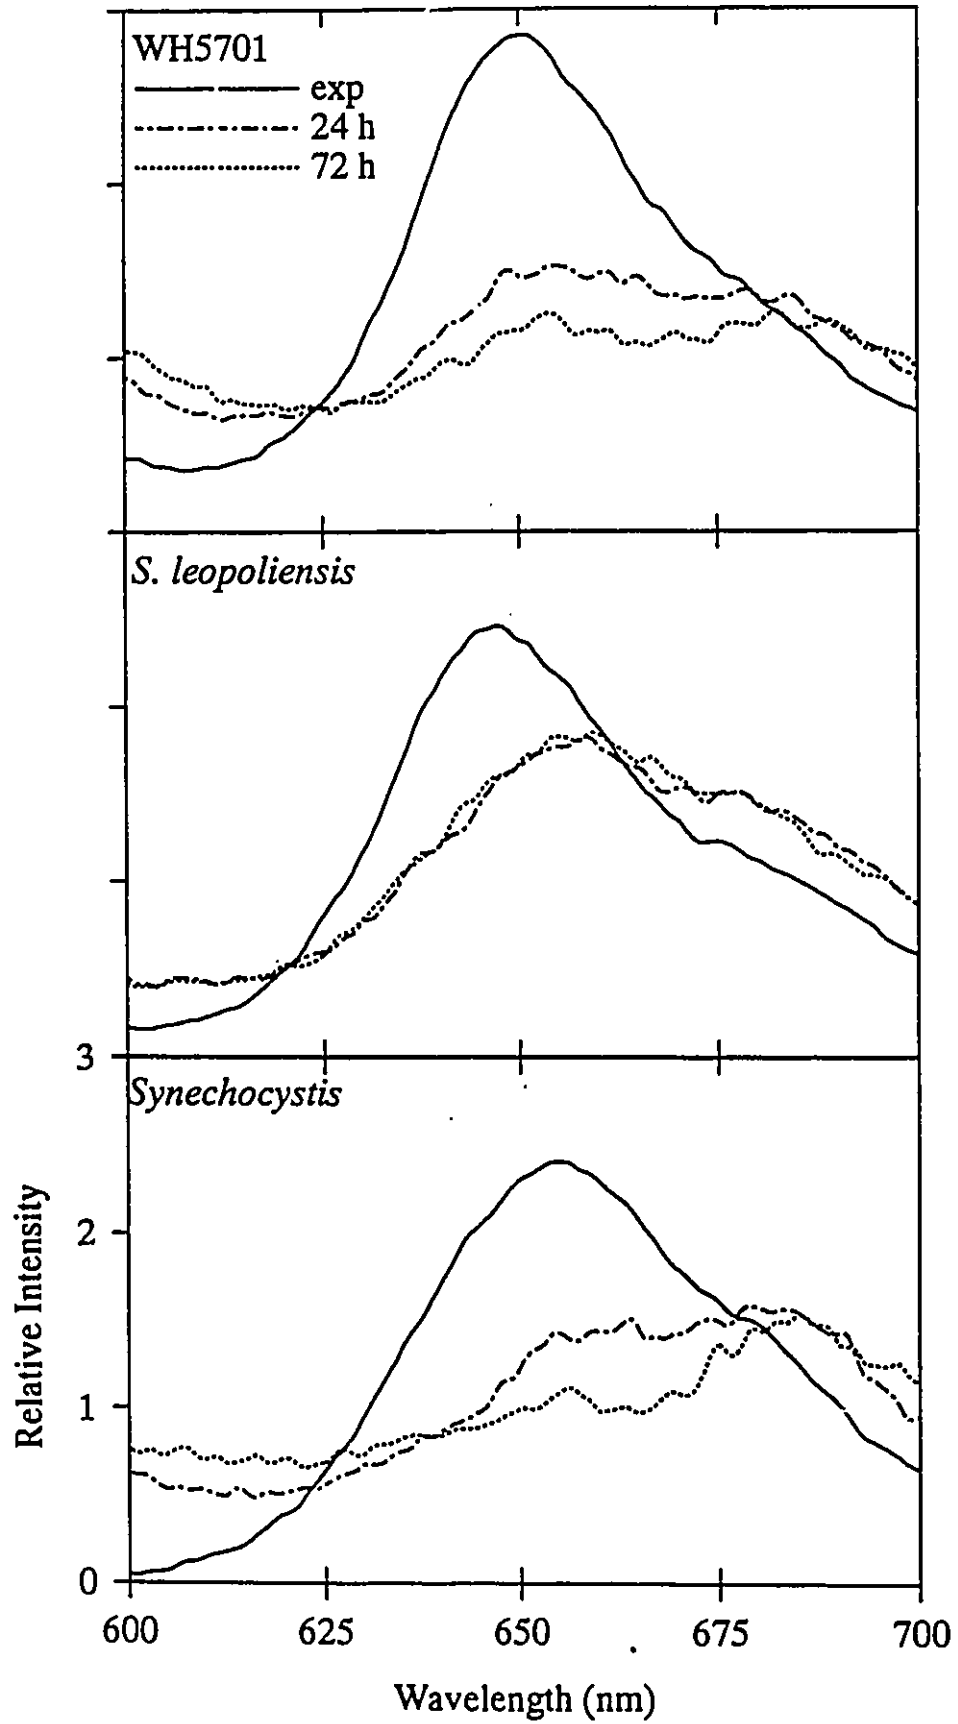 WH5701
exp
24 h
72 h
S. leopoliensis
3
Synechocystis
2
1
0
Relative Intensity
600 625 650 675 700
Wavelength (nm)